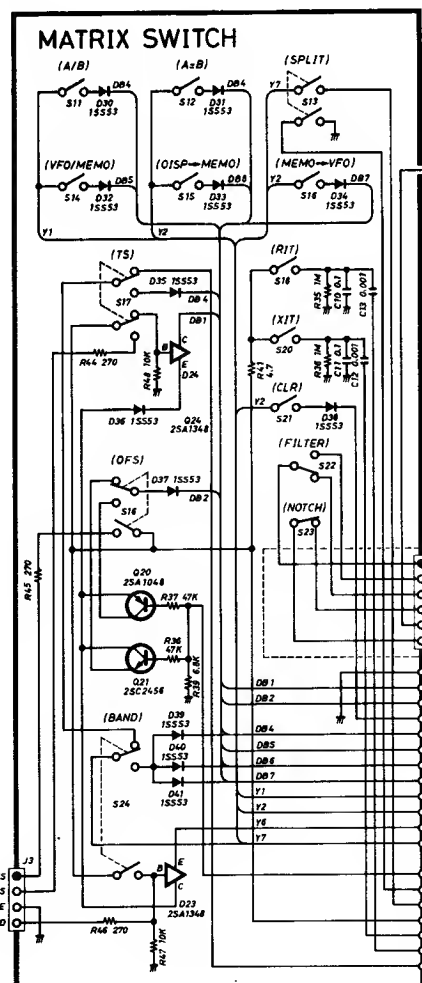 MATRIX SWITCH
(A/B)
S11
D30
1SS53
DB4
(A=B)
S12
D31
1SS53
DB4
(SPLIT)
Y7
S13
(VFO/MEMO)
S14
D32
1SS53
DB5
Y1
(DISP→MEMO)
S15
D33
1SS53
DB6
Y2
(MEMO→VFO)
Y2
S16
D34
1SS53
DB7
(TS)
S17
D35 1SS53
DB4
DB1
R44 270
R48 10K
B
C
E
D24
D36 1SS53
Q24
2SA1348
(RIT)
S18
R35 1M
C10 0.1
C13 0.001
(XIT)
S20
R41
4.7
R36 1M
C11 0.1
C12 0.001
(CLR)
Y2
S21
D38
1SS53
(FILTER)
S22
(NOTCH)
S23
(OFS)
D37 1SS53
DB2
S16
R45 270
Q20
2SA1048
R37 47K
R36
47K
Q21
2SC2456
R39 6.8K
(BAND)
D39
1SS53
D40
1SS53
D41
1SS53
S24
DB1
DB2
DB4
DB5
DB6
DB7
Y1
Y2
Y6
Y7
J3
S
S
E
D
B
E
C
D23
2SA1348
R46 270
R47 10K